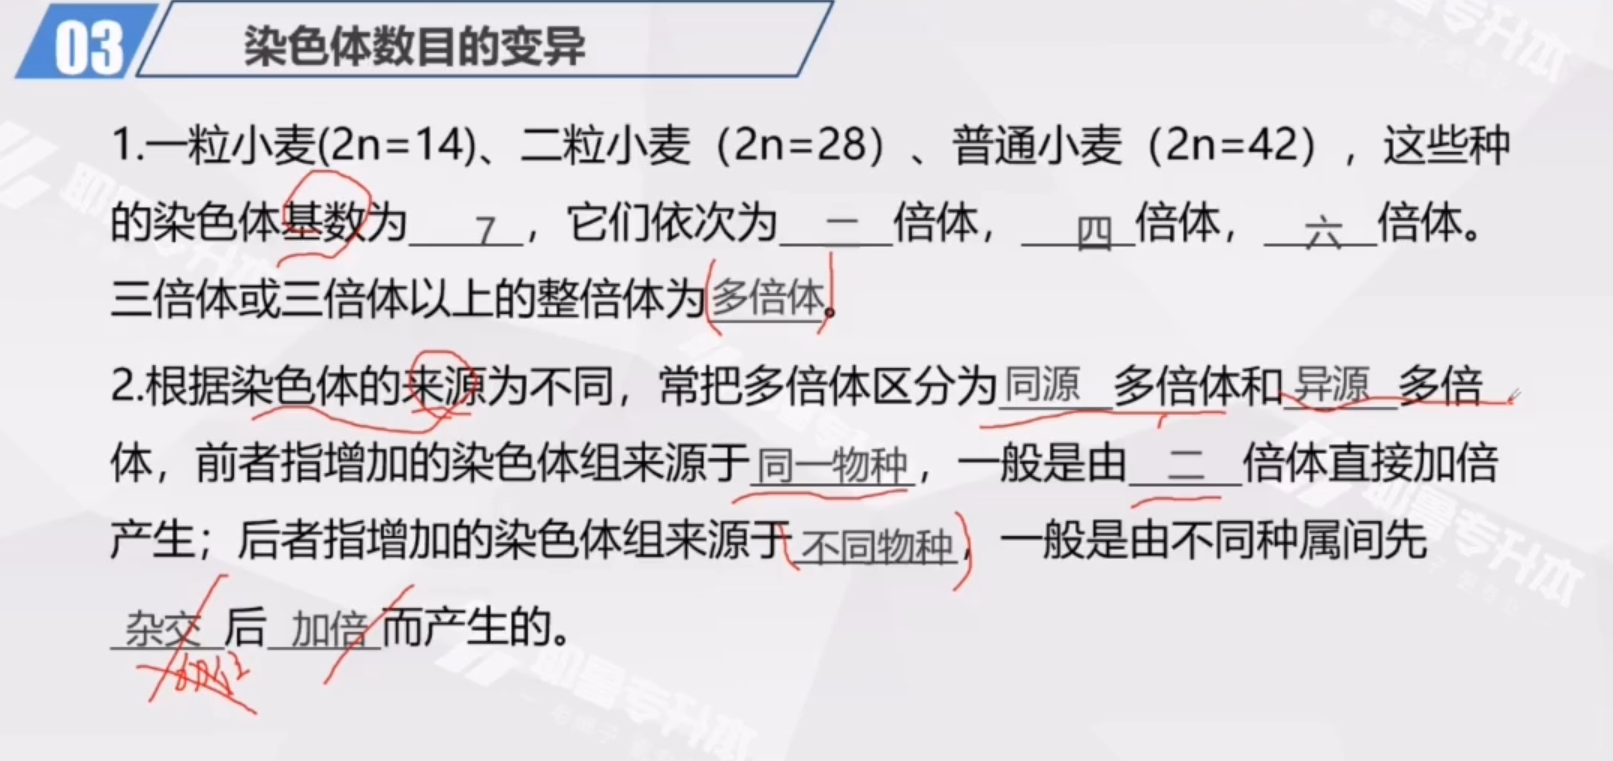 03 染色体数目的变异
1.一粒小麦(2n=14)、二粒小麦（2n=28）、普通小麦（2n=42），这些种
的染色体基数为 7 ，它们依次为 二 倍体， 四 倍体， 六 倍体。
三倍体或三倍体以上的整倍体为 多倍体 。
2.根据染色体的来源为不同，常把多倍体区分为 同源 多倍体和 异源 多倍
体，前者指增加的染色体组来源于 同一物种 ，一般是由 二 倍体直接加倍
产生；后者指增加的染色体组来源于 不同物种 ，一般是由不同种属间先
杂交 后 加倍 而产生的。